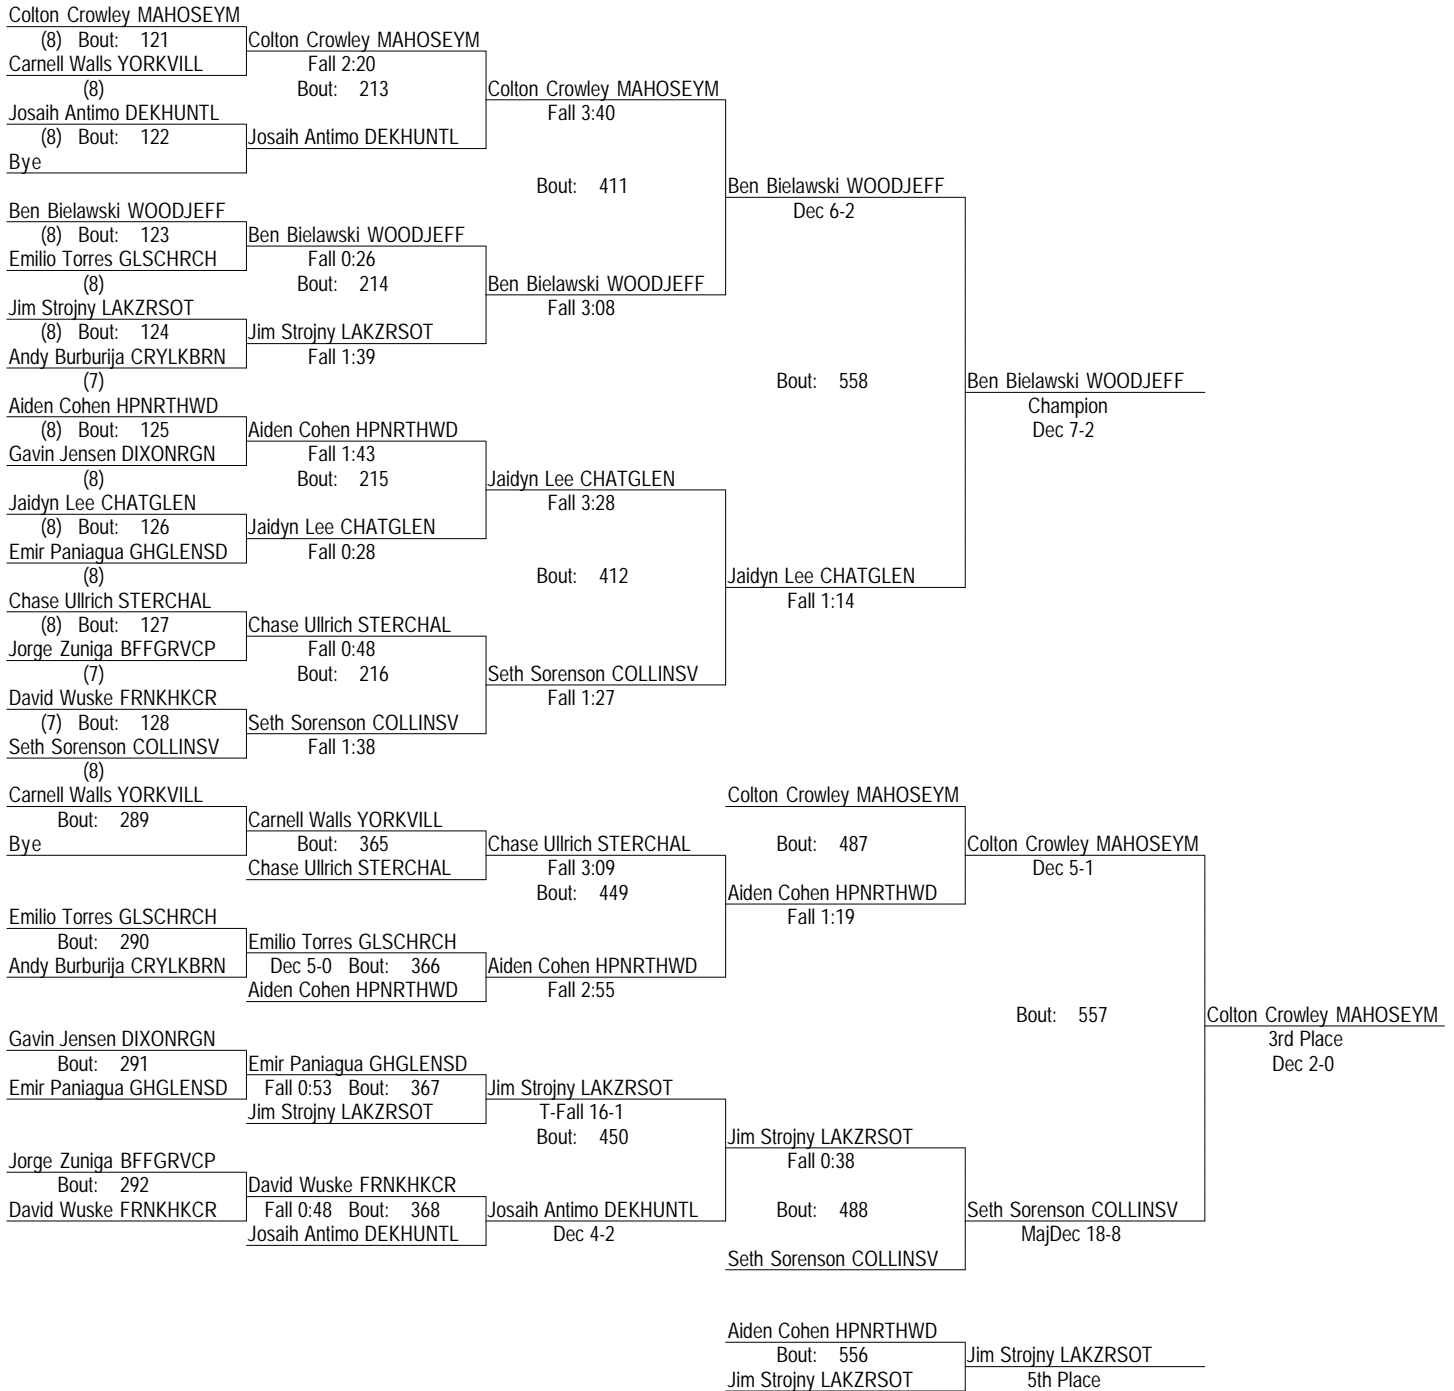 Colton Crowley MAHOSEYM
(8) Bout: 121
Carnell Walls YORKVILL
(8)
Josaih Antimo DEKHUNTL
(8) Bout: 122
Bye
Ben Bielawski WOODJEFF
(8) Bout: 123
Emilio Torres GLSCHRCH
(8)
Jim Strojny LAKZRSOT
(8) Bout: 124
Andy Burburija CRYLKBRN
(7)
Aiden Cohen HPNRTHWD
(8) Bout: 125
Gavin Jensen DIXONRGN
(8)
Jaidyn Lee CHATGLEN
(8) Bout: 126
Emir Paniagua GHGLENSD
(8)
Chase Ullrich STERCHAL
(8) Bout: 127
Jorge Zuniga BFFGRVCP
(7)
David Wuske FRNKHKCR
(7) Bout: 128
Seth Sorenson COLLINSV
(8)
Colton Crowley MAHOSEYM
Fall 2:20
Bout: 213
Josaih Antimo DEKHUNTL
Ben Bielawski WOODJEFF
Fall 0:26
Bout: 214
Jim Strojny LAKZRSOT
Fall 1:39
Aiden Cohen HPNRTHWD
Fall 1:43
Bout: 215
Jaidyn Lee CHATGLEN
Fall 0:28
Chase Ullrich STERCHAL
Fall 0:48
Bout: 216
Seth Sorenson COLLINSV
Fall 1:38
Colton Crowley MAHOSEYM
Fall 3:40
Bout: 411
Ben Bielawski WOODJEFF
Fall 3:08
Jaidyn Lee CHATGLEN
Fall 3:28
Bout: 412
Seth Sorenson COLLINSV
Fall 1:27
Ben Bielawski WOODJEFF
Dec 6-2
Bout: 558
Jaidyn Lee CHATGLEN
Fall 1:14
Ben Bielawski WOODJEFF
Champion
Dec 7-2
Carnell Walls YORKVILL
Bout: 289
Bye
Emilio Torres GLSCHRCH
Bout: 290
Andy Burburija CRYLKBRN
Gavin Jensen DIXONRGN
Bout: 291
Emir Paniagua GHGLENSD
Jorge Zuniga BFFGRVCP
Bout: 292
David Wuske FRNKHKCR
Carnell Walls YORKVILL
Bout: 365
Chase Ullrich STERCHAL
Emilio Torres GLSCHRCH
Dec 5-0 Bout: 366
Aiden Cohen HPNRTHWD
Emir Paniagua GHGLENSD
Fall 0:53 Bout: 367
Jim Strojny LAKZRSOT
David Wuske FRNKHKCR
Fall 0:48 Bout: 368
Josaih Antimo DEKHUNTL
Chase Ullrich STERCHAL
Fall 3:09
Bout: 449
Aiden Cohen HPNRTHWD
Fall 2:55
Jim Strojny LAKZRSOT
T-Fall 16-1
Bout: 450
Josaih Antimo DEKHUNTL
Dec 4-2
Colton Crowley MAHOSEYM
Bout: 487
Aiden Cohen HPNRTHWD
Fall 1:19
Jim Strojny LAKZRSOT
Fall 0:38
Bout: 488
Seth Sorenson COLLINSV
Colton Crowley MAHOSEYM
Dec 5-1
Bout: 557
Seth Sorenson COLLINSV
MajDec 18-8
Colton Crowley MAHOSEYM
3rd Place
Dec 2-0
Aiden Cohen HPNRTHWD
Bout: 556
Jim Strojny LAKZRSOT
Jim Strojny LAKZRSOT
5th Place